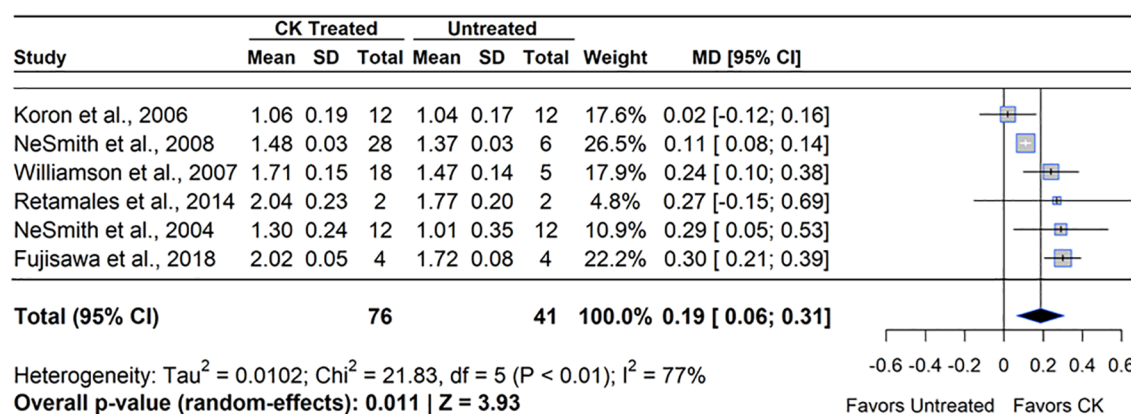 CK Treated Untreated
Study Mean SD Total Mean SD Total Weight MD [95% CI]
Koron et al., 2006 1.06 0.19 12 1.04 0.17 12 17.6% 0.02 [-0.12; 0.16]
NeSmith et al., 2008 1.48 0.03 28 1.37 0.03 6 26.5% 0.11 [ 0.08; 0.14]
Williamson et al., 2007 1.71 0.15 18 1.47 0.14 5 17.9% 0.24 [ 0.10; 0.38]
Retamales et al., 2014 2.04 0.23 2 1.77 0.20 2 4.8% 0.27 [-0.15; 0.69]
NeSmith et al., 2004 1.30 0.24 12 1.01 0.35 12 10.9% 0.29 [ 0.05; 0.53]
Fujisawa et al., 2018 2.02 0.05 4 1.72 0.08 4 22.2% 0.30 [ 0.21; 0.39]
Total (95% CI) 76 41 100.0% 0.19 [ 0.06; 0.31]
-0.6 -0.4 -0.2 0 0.2 0.4 0.6
Heterogeneity: Tau² = 0.0102; Chi² = 21.83, df = 5 (P < 0.01); I² = 77%
Overall p-value (random-effects): 0.011 | Z = 3.93
Favors Untreated Favors CK